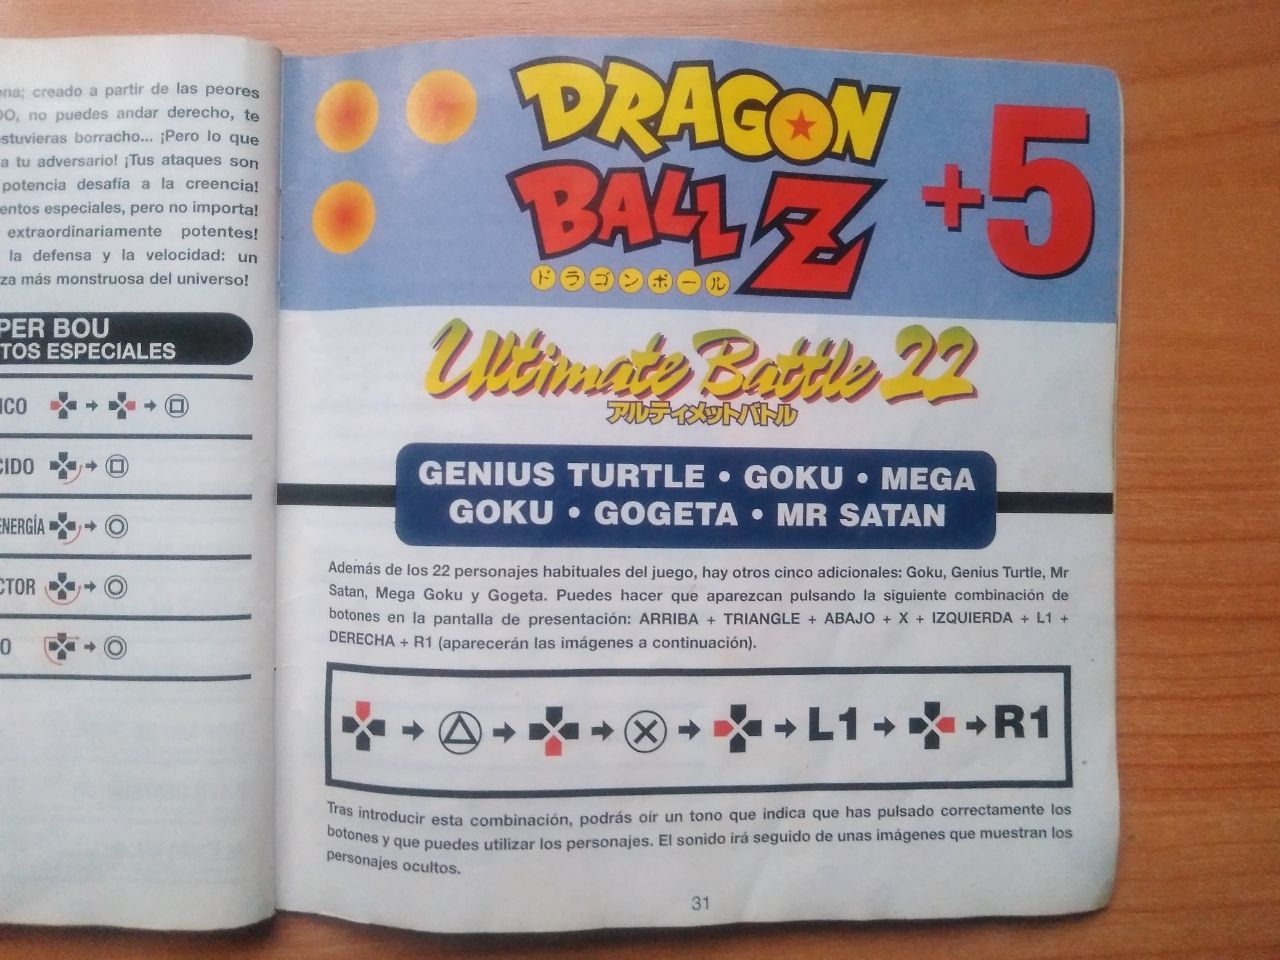 ona; creado a partir de las peores
DO, no puedes andar derecho, te
estuvieras borracho... ¡Pero lo que
a tu adversario! ¡Tus ataques son
potencia desafía a la creencia!
entos especiales, pero no importa!
extraordinariamente potentes!
la defensa y la velocidad: un
za más monstruosa del universo!
PER BOU
TOS ESPECIALES
ICO
CIDO
ENERGÍA
CTOR
O
DRAGON
BALL Z
+5
ドラゴンボール
Ultimate Battle 22
アルティメットバトル
GENIUS TURTLE • GOKU • MEGA
GOKU • GOGETA • MR SATAN
Además de los 22 personajes habituales del juego, hay otros cinco adicionales: Goku, Genius Turtle, Mr
Satan, Mega Goku y Gogeta. Puedes hacer que aparezcan pulsando la siguiente combinación de
botones en la pantalla de presentación: ARRIBA + TRIANGLE + ABAJO + X + IZQUIERDA + L1 +
DERECHA + R1 (aparecerán las imágenes a continuación).
L1 R1
Tras introducir esta combinación, podrás oír un tono que indica que has pulsado correctamente los
botones y que puedes utilizar los personajes. El sonido irá seguido de unas imágenes que muestran los
personajes ocultos.
31